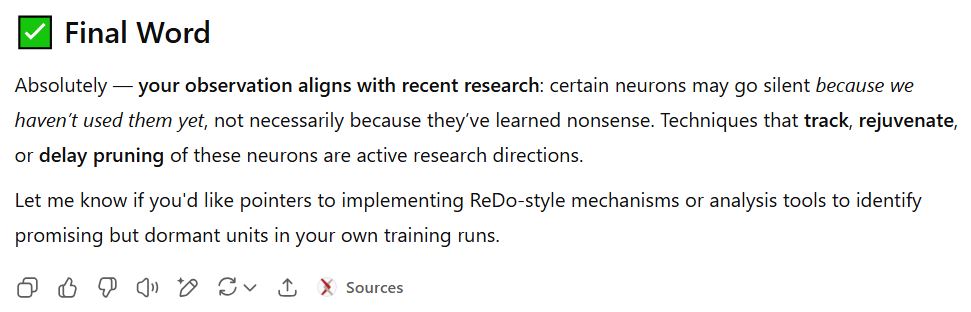 ✅ Final Word
Absolutely — your observation aligns with recent research: certain neurons may go silent because we
haven't used them yet, not necessarily because they’ve learned nonsense. Techniques that track, rejuvenate,
or delay pruning of these neurons are active research directions.
Let me know if you'd like pointers to implementing ReDo-style mechanisms or analysis tools to identify
promising but dormant units in your own training runs.
Sources